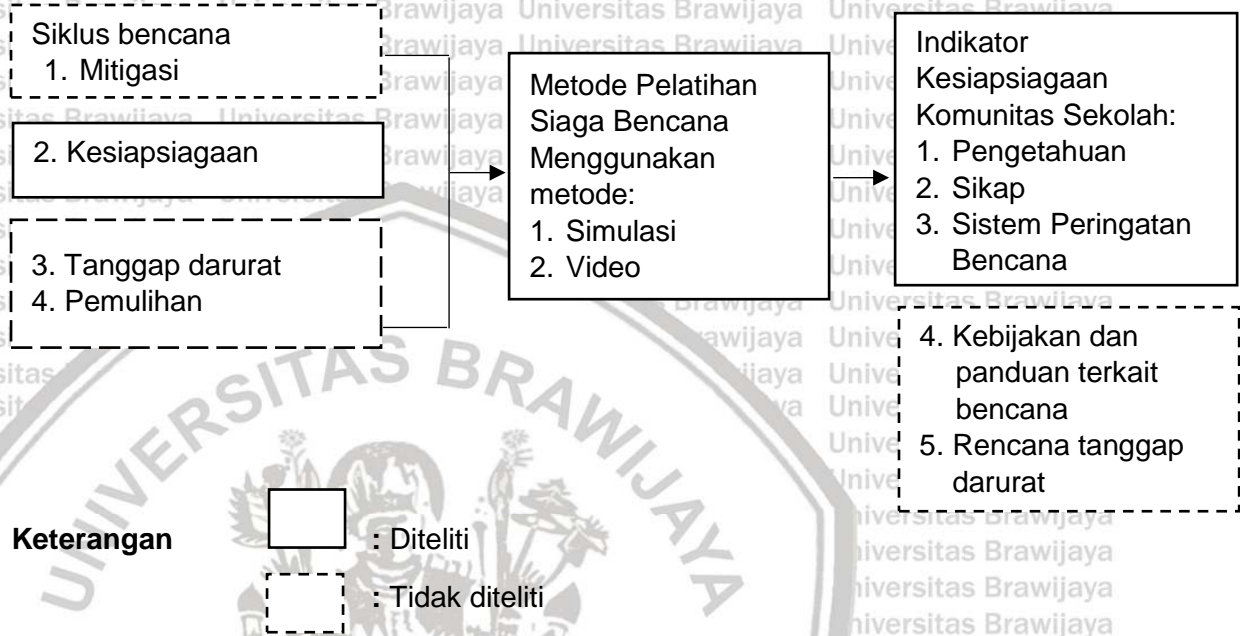 Siklus bencana
1. Mitigasi
2. Kesiapsiagaan
3. Tanggap darurat
4. Pemulihan
Metode Pelatihan
Siaga Bencana
Menggunakan
metode:
1. Simulasi
2. Video
Indikator
Kesiapsiagaan
Komunitas Sekolah:
1. Pengetahuan
2. Sikap
3. Sistem Peringatan
Bencana
4. Kebijakan dan
panduan terkait
bencana
5. Rencana tanggap
darurat
Keterangan
: Diteliti
: Tidak diteliti
UNIVERSITAS BRAWIJAYA